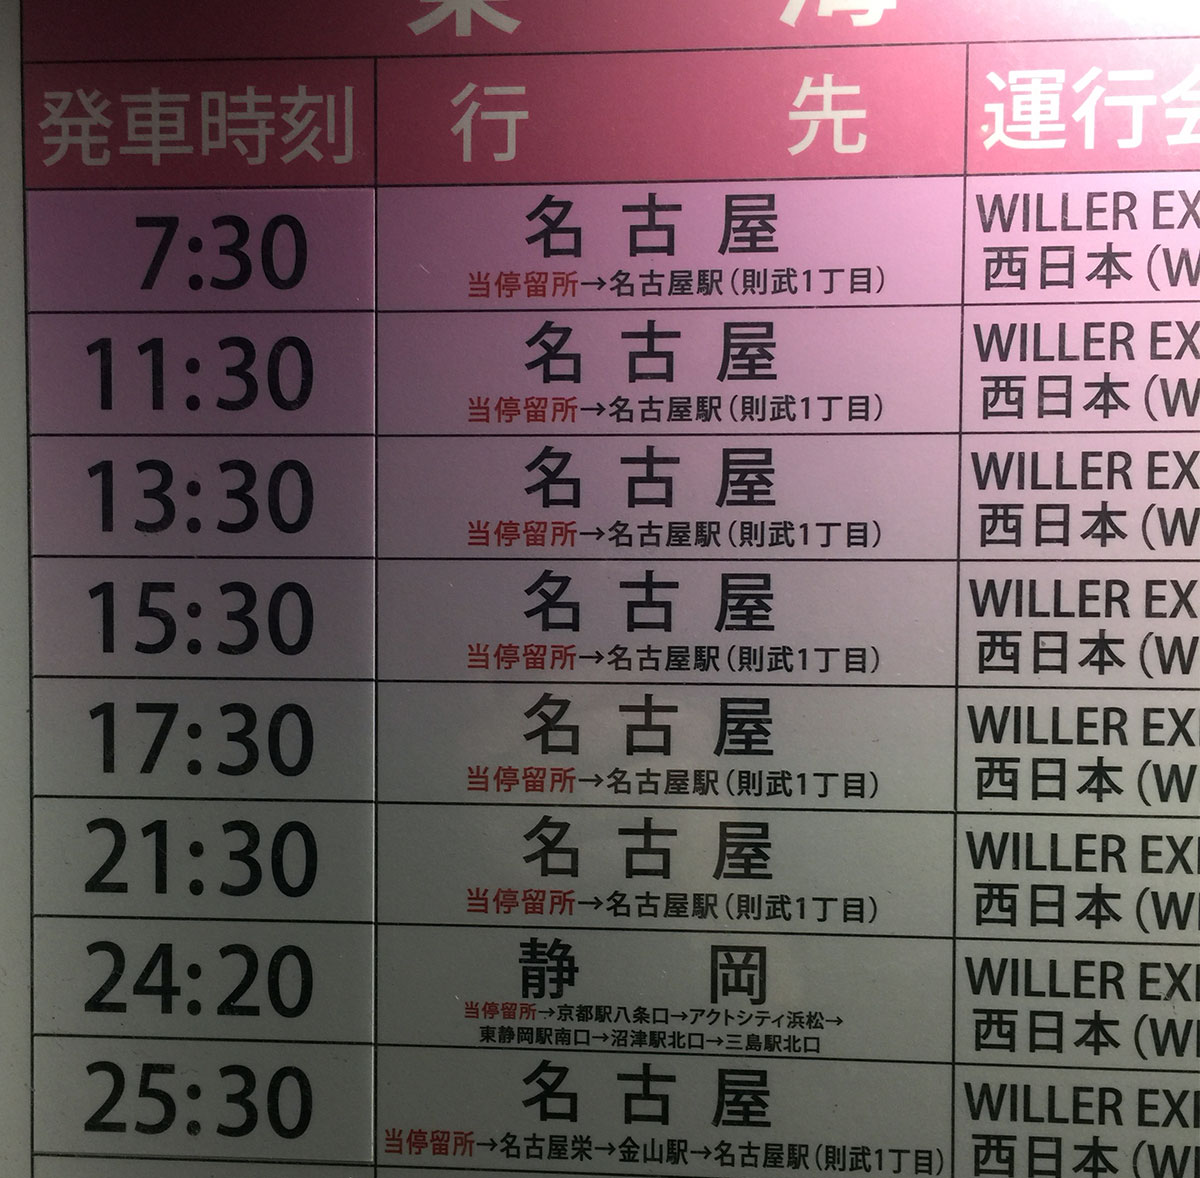 東海
発車時刻 行先 運行会
7:30 名古屋 WILLER EX
当停留所→名古屋駅(則武1丁目) 西日本(W
11:30 名古屋 WILLER EX
当停留所→名古屋駅(則武1丁目) 西日本(W
13:30 名古屋 WILLER EX
当停留所→名古屋駅(則武1丁目) 西日本(W
15:30 名古屋 WILLER EX
当停留所→名古屋駅(則武1丁目) 西日本(W
17:30 名古屋 WILLER EX
当停留所→名古屋駅(則武1丁目) 西日本(W
21:30 名古屋 WILLER EX
当停留所→名古屋駅(則武1丁目) 西日本(W
24:20 静岡 WILLER EX
当停留所→京都駅八条口→アクトシティ浜松→
東静岡駅南口→沼津駅北口→三島駅北口 西日本(W
25:30 名古屋 WILLER EX
当停留所→名古屋栄→金山駅→名古屋駅(則武1丁目) 西日本(W